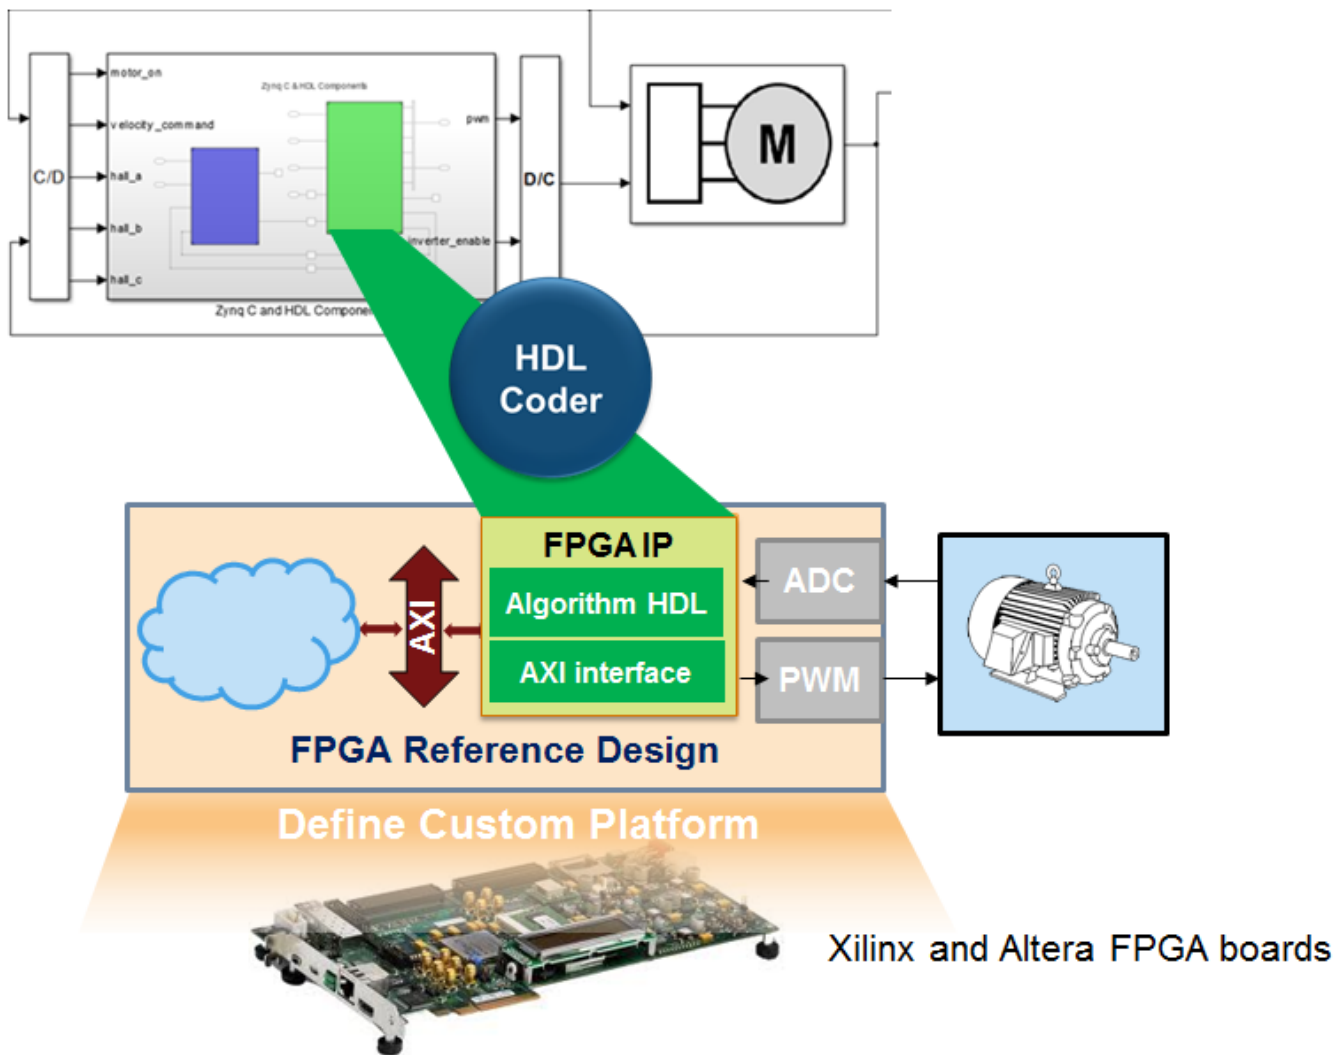 motor_on
Zynq C & HDL Components
velocity_command
pwm
C/D
hall_a
D/C
M
hall_b
inverter_enable
hall_c
Zynq C and HDL Componen
HDL
Coder
FPGA IP
ADC
Algorithm HDL
AXI
AXI interface
PWM
FPGA Reference Design
Define Custom Platform
Xilinx and Altera FPGA boards